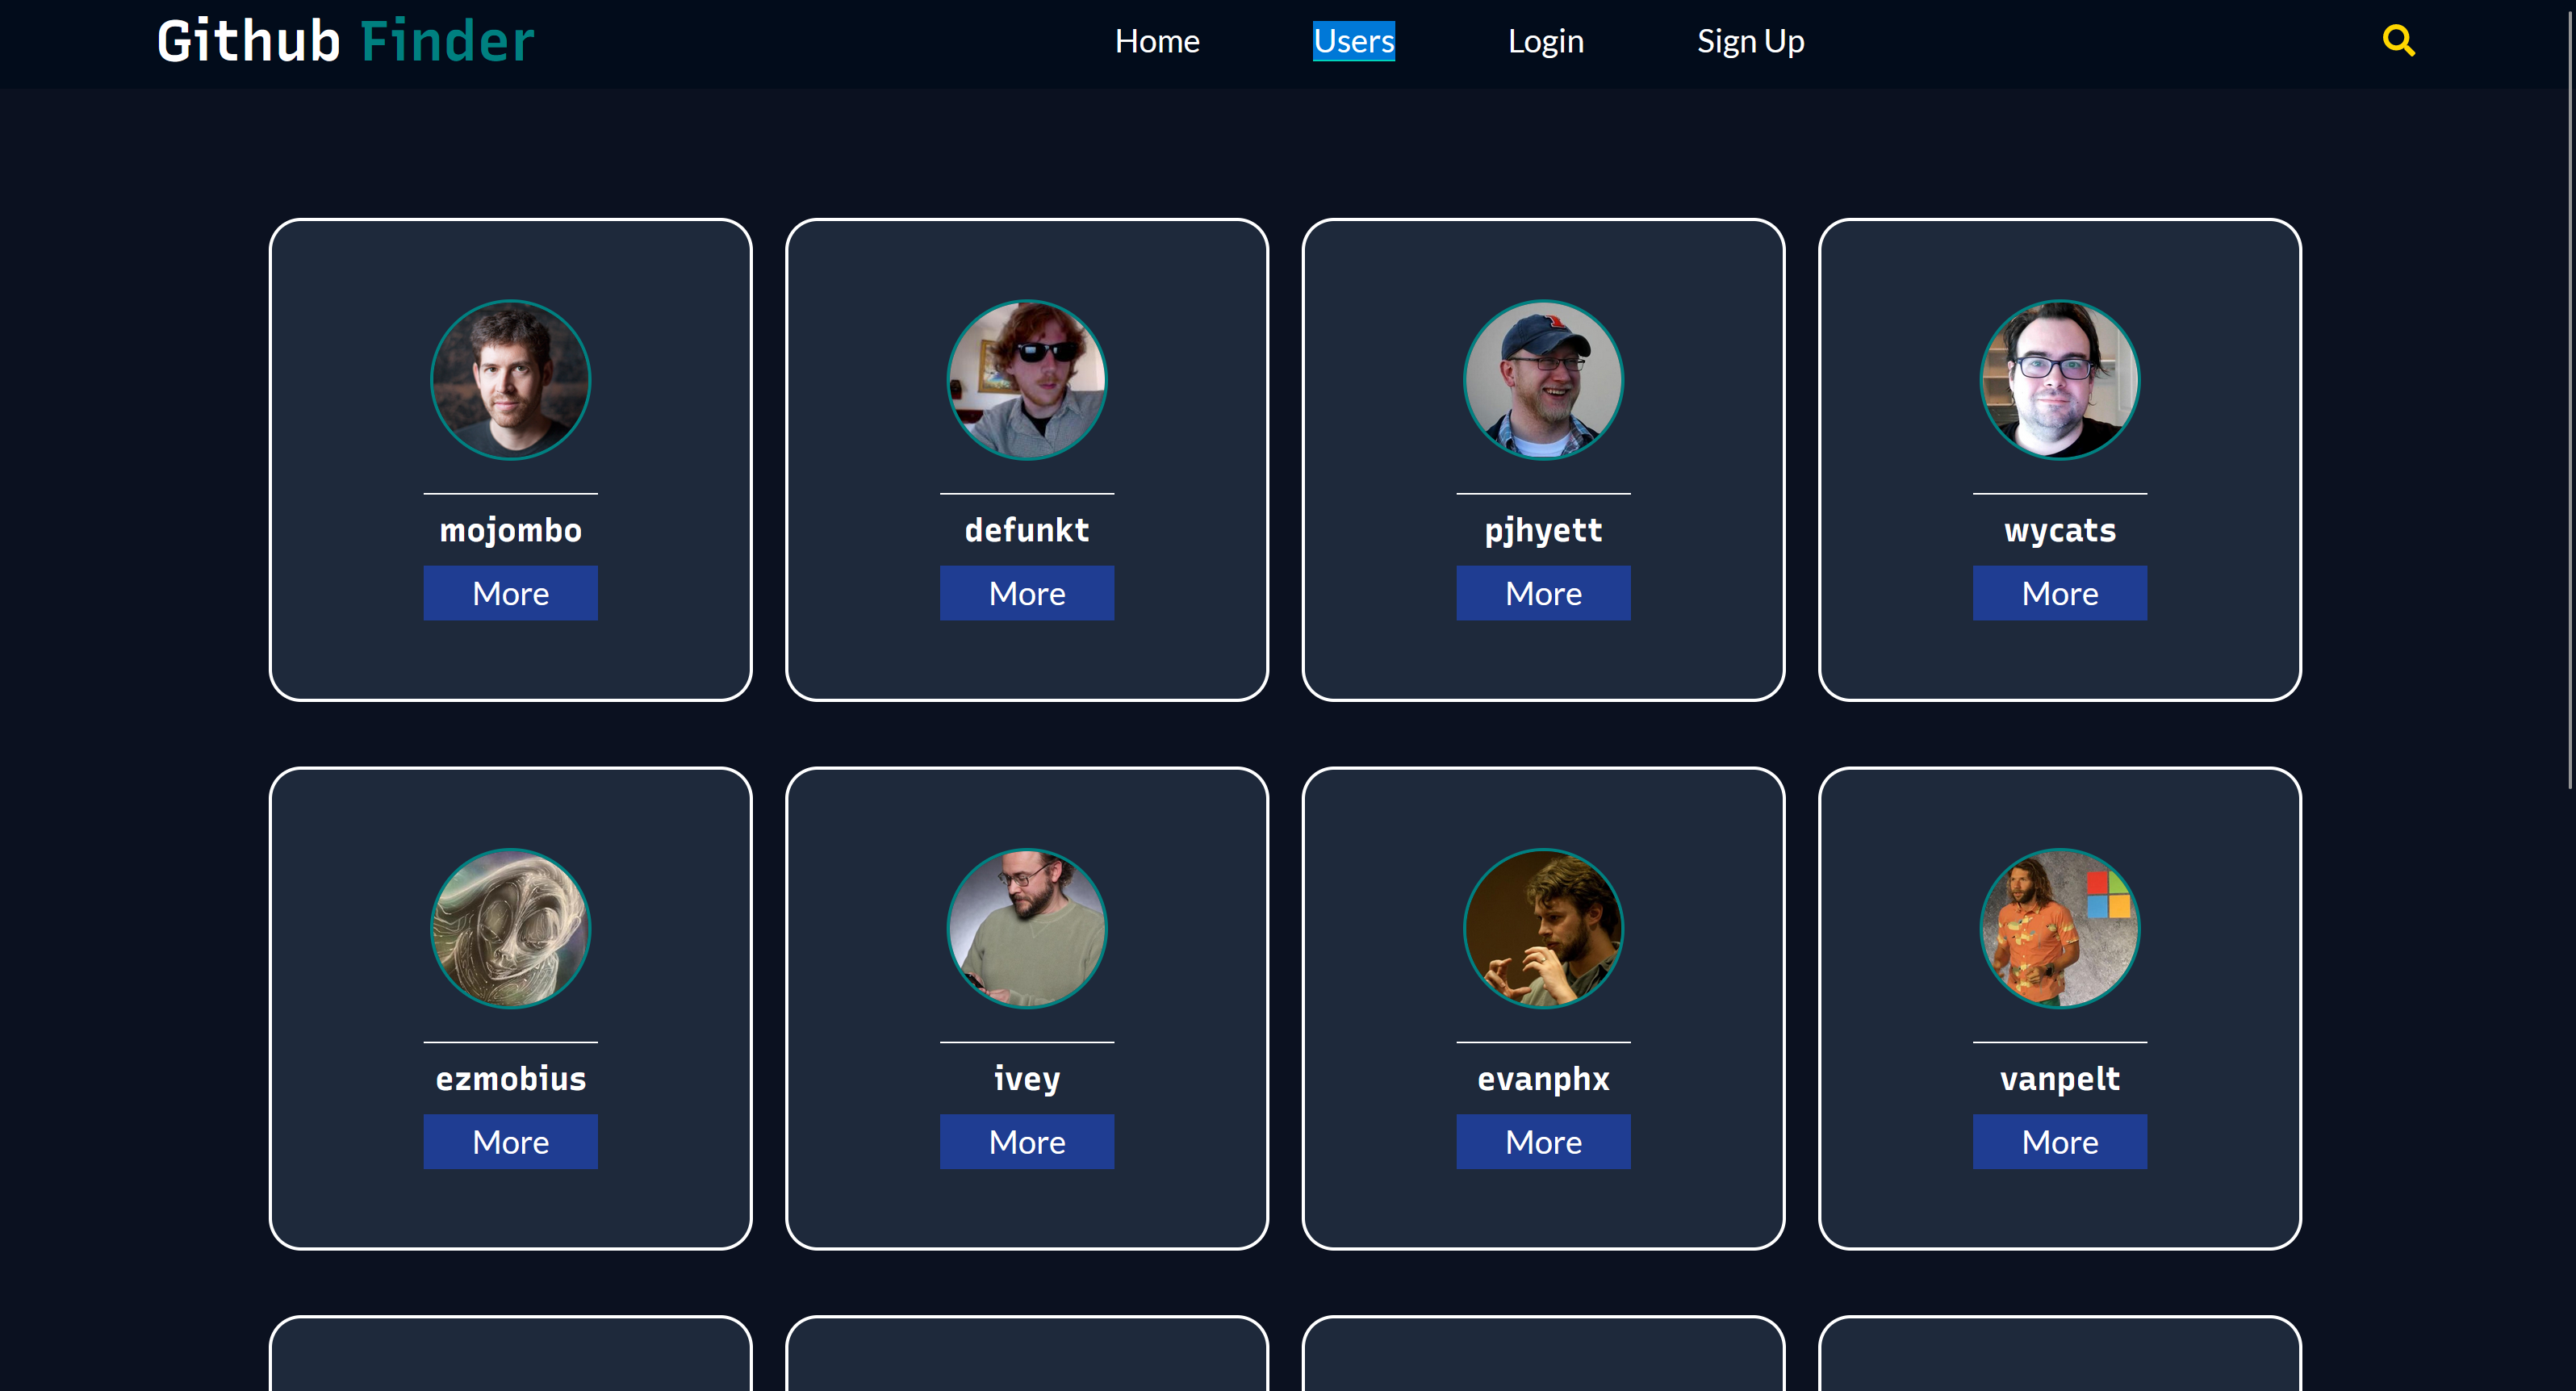 Github Finder Home Users Login Sign Up
mojombo defunkt pjhyett wycats
More More More More
ezmobius ivey evanphx vanpelt
More More More More